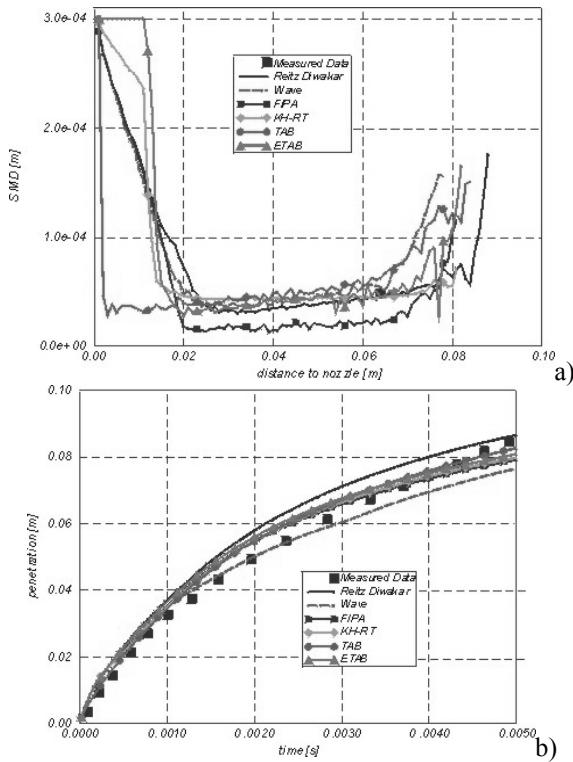 3.0e-04
2.0e-04
1.0e-04
0.0e+00
SMD [m]
Measured Data
Reitz Diwakar
Wave
FIPA
KH-RT
TAB
ETAB
0.00 0.02 0.04 0.06 0.08 0.10
distance to nozzle [m]
a)
0.10
0.08
0.06
0.04
0.02
0.00
penetration [m]
Measured Data
Reitz Diwakar
Wave
FIPA
KH-RT
TAB
ETAB
0.0000 0.0010 0.0020 0.0030 0.0040 0.0050
time [s]
b)